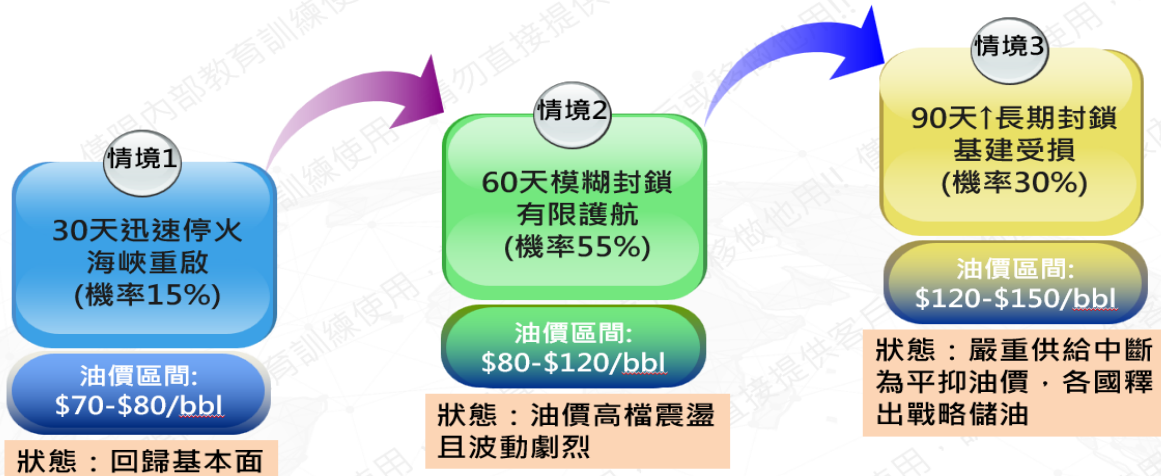 情境1
30天迅速停火
海峽重啟
(機率15%)
油價區間:
$70-$80/bbl
狀態：回歸基本面
情境2
60天模糊封鎖
有限護航
(機率55%)
油價區間:
$80-$120/bbl
狀態：油價高檔震盪
且波動劇烈
情境3
90天↑長期封鎖
基建受損
(機率30%)
油價區間:
$120-$150/bbl
狀態：嚴重供給中斷
為平抑油價，各國釋
出戰略儲油